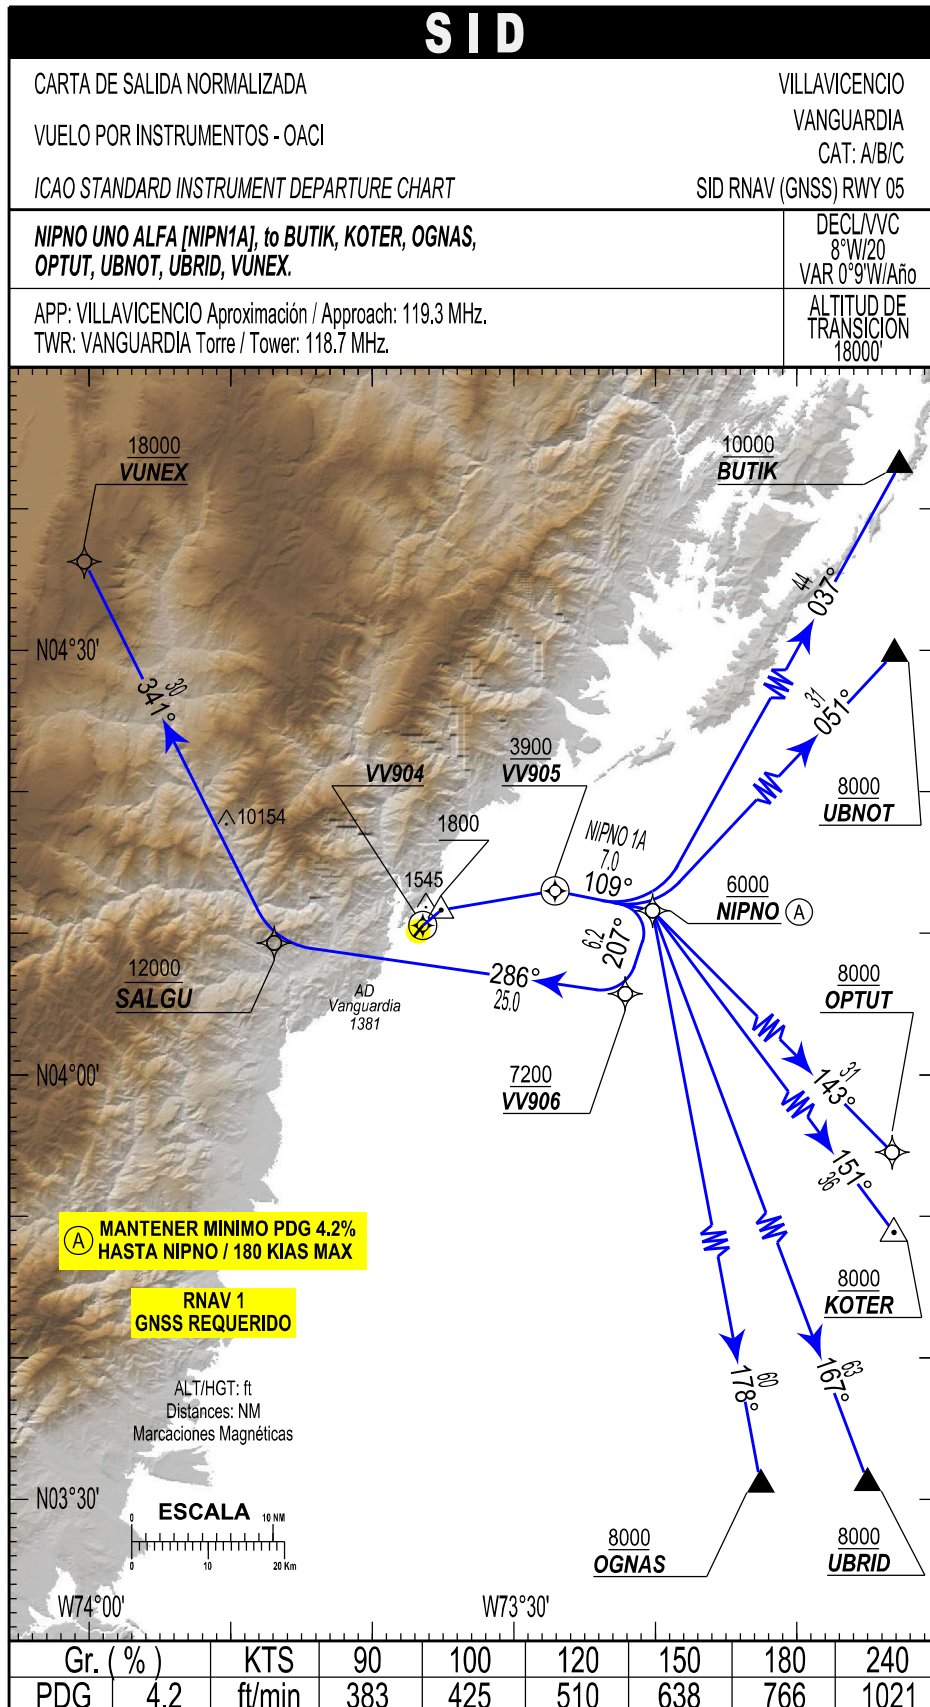 SID
CARTA DE SALIDA NORMALIZADA
VUELO POR INSTRUMENTOS - OACI
ICAO STANDARD INSTRUMENT DEPARTURE CHART
VILLAVICENCIO
VANGUARDIA
CAT: A/B/C
SID RNAV (GNSS) RWY 05
NIPNO UNO ALFA [NIPN1A], to BUTIK, KOTER, OGNAS,
OPTUT, UBNOT, UBRID, VUNEX.
DECL/VVC
8°W/20
VAR 0°9'W/Año
APP: VILLAVICENCIO Aproximación / Approach: 119.3 MHz.
TWR: VANGUARDIA Torre / Tower: 118.7 MHz.
ALTITUD DE
TRANSICION
18000'
18000
VUNEX
10000
BUTIK
44
037°
N04°30'
30
341°
31
051°
3900
VV905
VV904
8000
UBNOT
10154
1800
NIPNO 1A
7.0
109°
1545
6000
NIPNO A
6.2
207°
12000
SALGU
286°
25.0
AD
Vanguardia
1381
8000
OPTUT
N04°00'
7200
VV906
31
143°
151°
36
A MANTENER MINIMO PDG 4.2%
HASTA NIPNO / 180 KIAS MAX
8000
KOTER
RNAV 1
GNSS REQUERIDO
ALT/HGT: ft
Distances: NM
Marcaciones Magnéticas
60
178°
63
167°
N03°30'
ESCALA
0 10 NM
0 10 20 Km
8000
OGNAS
8000
UBRID
W74°00'
W73°30'
Gr. ( % ) KTS 90 100 120 150 180 240
PDG 4.2 ft/min 383 425 510 638 766 1021